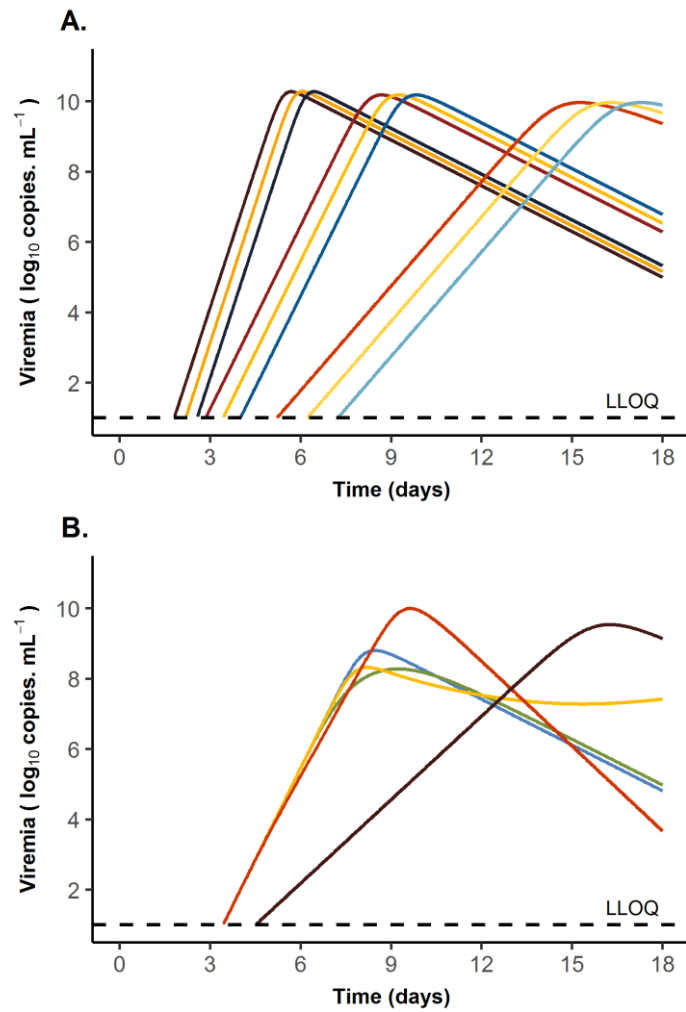 A.
10
8
6
4
2
Viremia ( log₁₀ copies. mL⁻¹ )
LLOQ
0 3 6 9 12 15 18
Time (days)
B.
10
8
6
4
2
Viremia ( log₁₀ copies. mL⁻¹ )
LLOQ
0 3 6 9 12 15 18
Time (days)